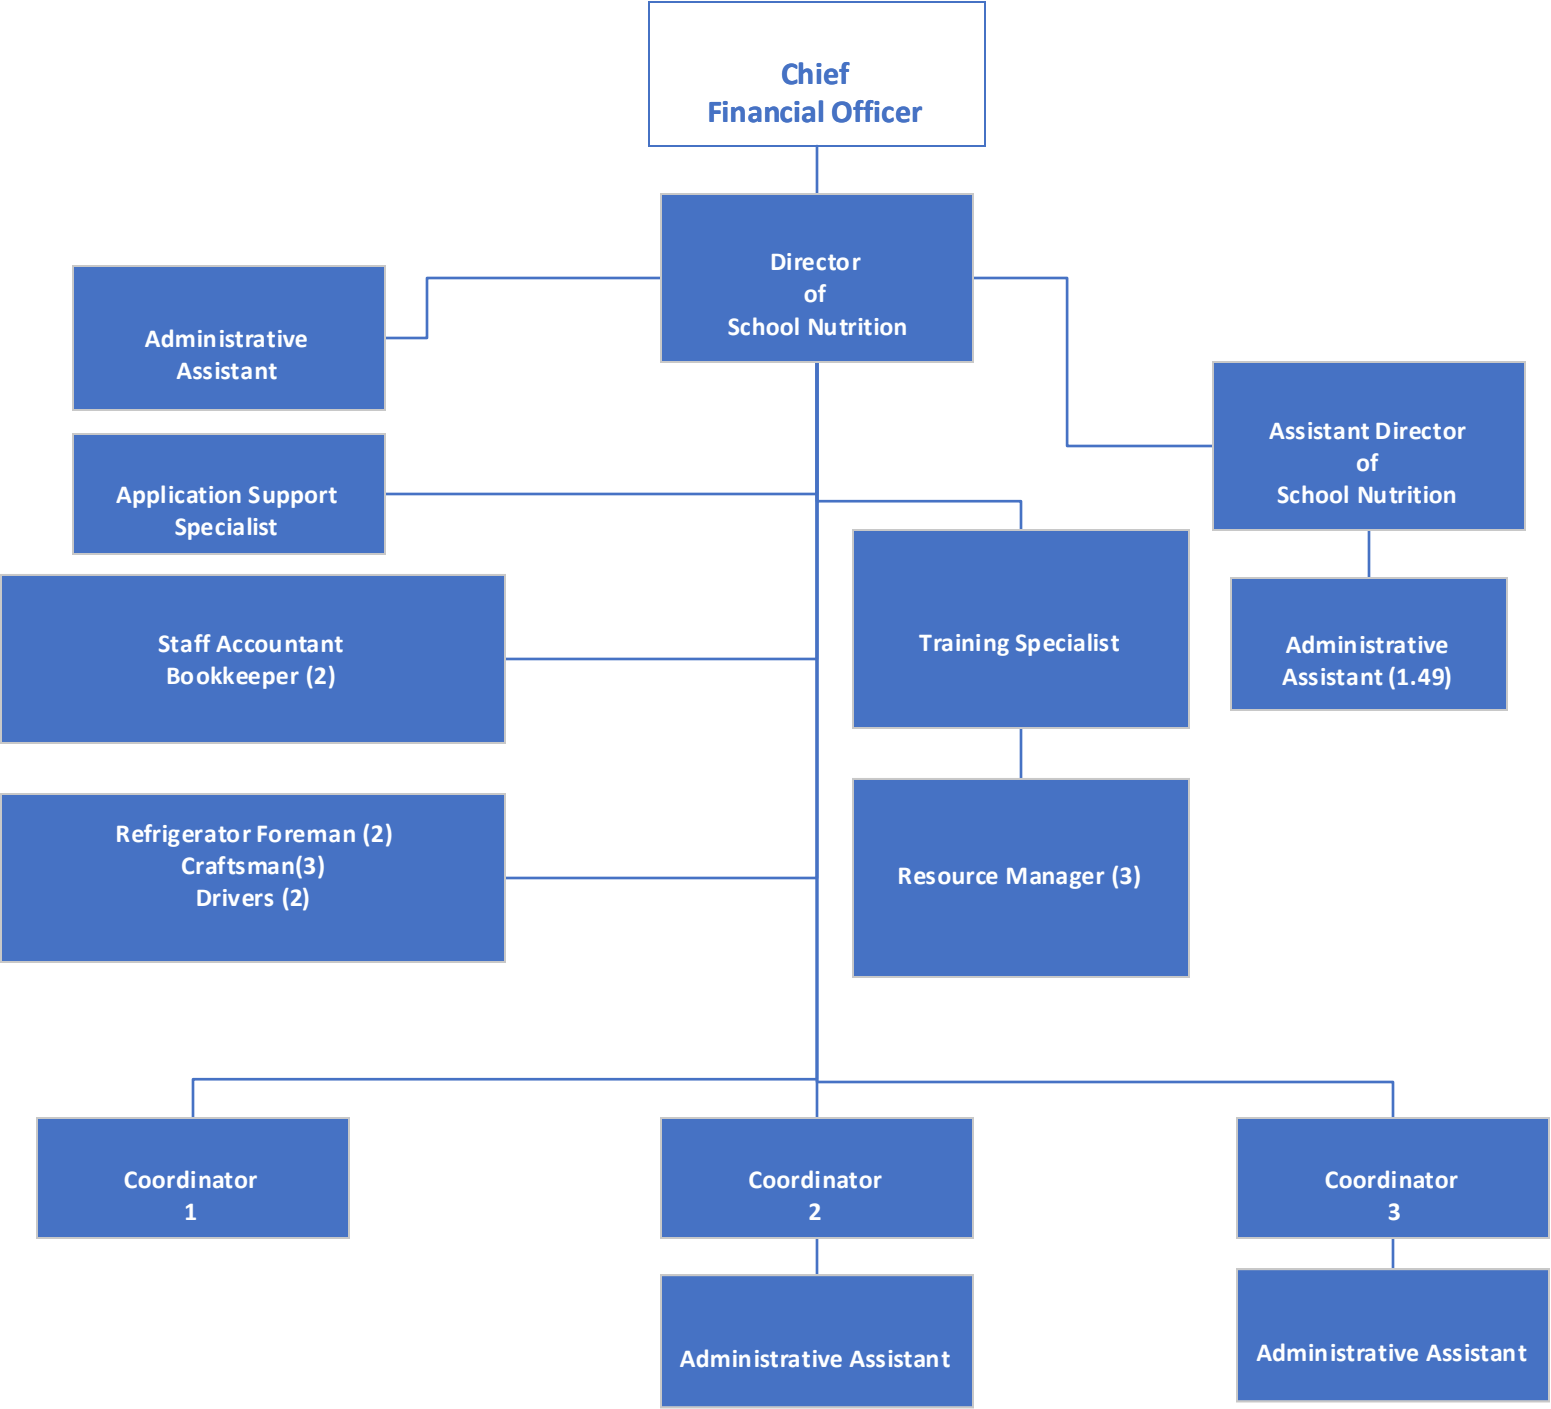 Chief
Financial Officer
Director
of
School Nutrition
Administrative
Assistant
Assistant Director
of
School Nutrition
Application Support
Specialist
Staff Accountant
Bookkeeper (2)
Training Specialist
Administrative
Assistant (1.49)
Refrigerator Foreman (2)
Craftsman(3)
Drivers (2)
Resource Manager (3)
Coordinator
1
Coordinator
2
Coordinator
3
Administrative Assistant
Administrative Assistant